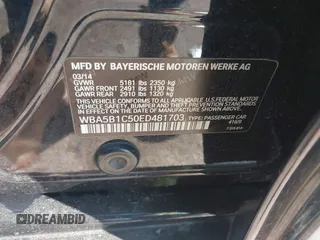 MFD BY BAYERISCHE MOTOREN WERKE AG
03/14
GVWR 5181 lbs 2350 kg
GAWR FRONT 2491 lbs 1130 kg
GAWR REAR 2910 lbs 1320 kg
THIS VEHICLE CONFORMS TO ALL APPLICABLE U.S. FEDERAL MOTOR
VEHICLE SAFETY, BUMPER AND THEFT PREVENTION STANDARDS IN
EFFECT ON THE DATE OF MANUFACTURE SHOWN ABOVE.
WBA5B1C50ED481703 TYPE: PASSENGER CAR
DREAMBID